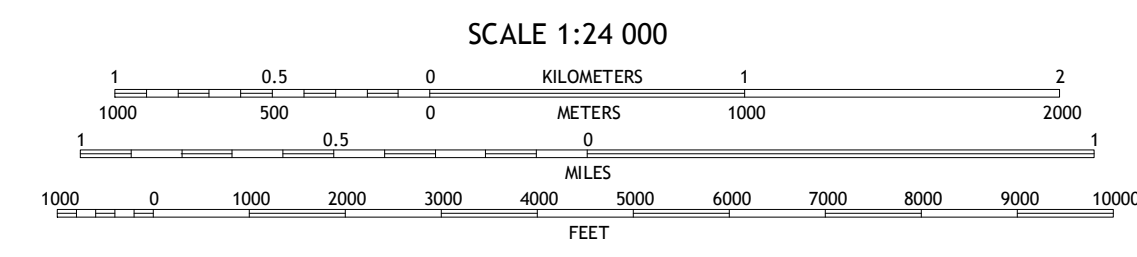 SCALE 1:24 000
1 0.5 0 KILOMETERS 1 2
1000 500 0 METERS 1000 2000
1 0.5 0 1
MILES
1000 0 1000 2000 3000 4000 5000 6000 7000 8000 9000 10000
FEET